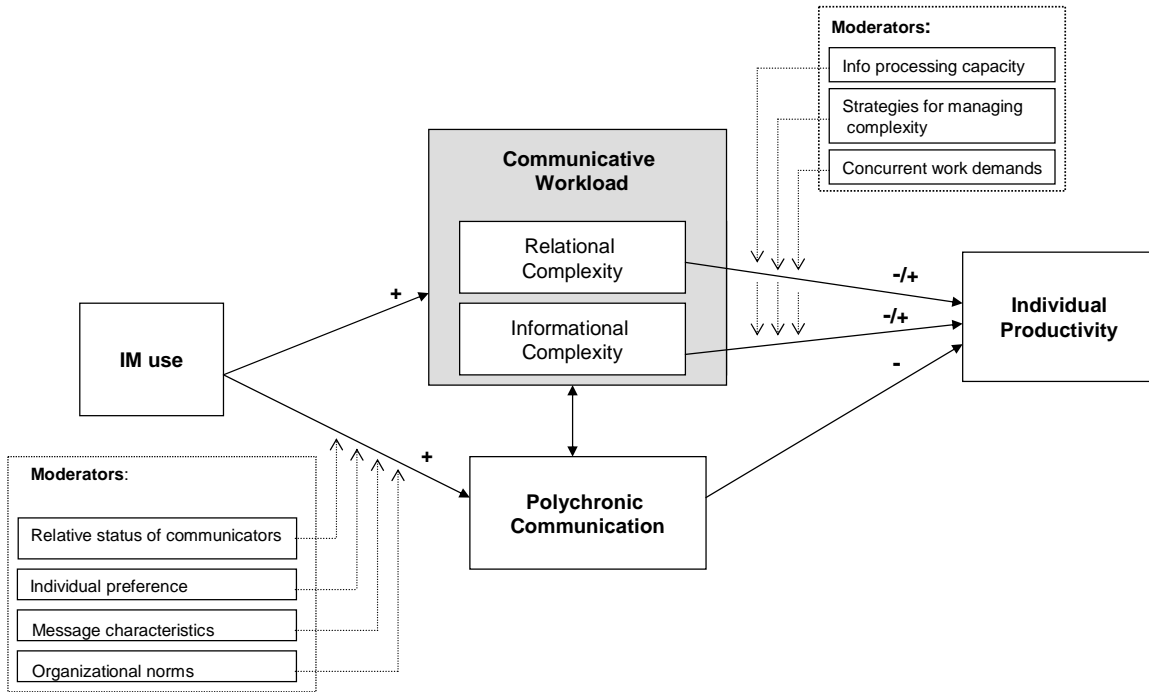 Moderators:
Info processing capacity
Strategies for managing
complexity
Concurrent work demands
Communicative
Workload
Relational
Complexity
Informational
Complexity
-/+
-/+
-
Individual
Productivity
+
IM use
+
Polychronic
Communication
Moderators:
Relative status of communicators
Individual preference
Message characteristics
Organizational norms